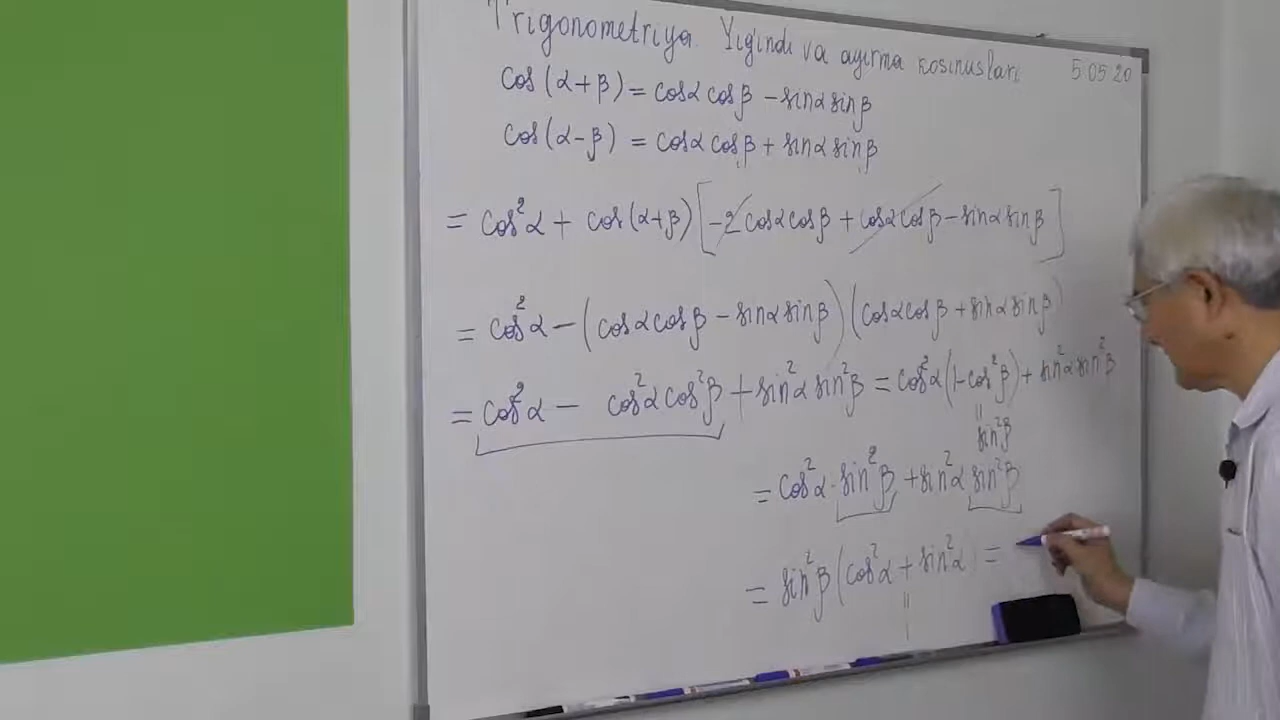 Trigonometriya. Yig'indi va ayirma kosinuslari 5.05.20
cos(α+β) = cosα cosβ − sinα sinβ
cos(α−β) = cosα cosβ + sinα sinβ
= cos²α + cos(α+β)[−2cosα cosβ + cosα cosβ − sinα sinβ]
= cos²α − (cosα cosβ − sinα sinβ)(cosα cosβ + sinα sinβ)
= cos²α − cos²α cos²β + sin²α sin²β = cos²α(1−cos²β) + sin²α sin²β
=
sin²β
= cos²α · sin²β + sin²α sin²β
= sin²β(cos²α + sin²α) =
= 1